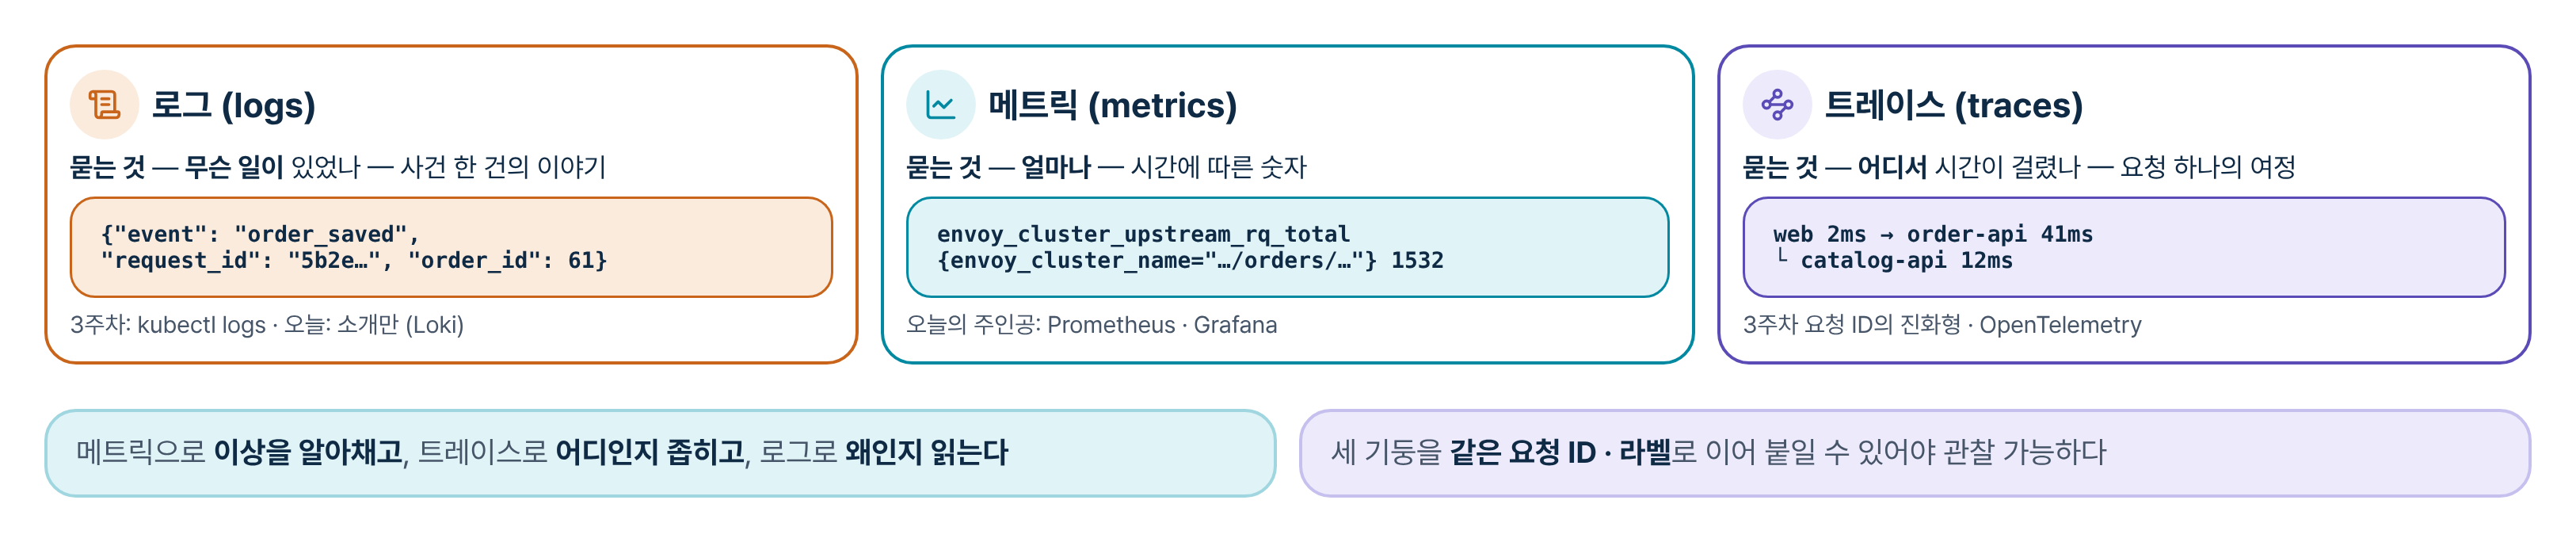 로그 (logs)
묻는 것 — 무슨 일이 있었나 — 사건 한 건의 이야기
{"event": "order_saved",
"request_id": "5b2e…", "order_id": 61}
3주차: kubectl logs · 오늘: 소개만 (Loki)
메트릭 (metrics)
묻는 것 — 얼마나 — 시간에 따른 숫자
envoy_cluster_upstream_rq_total
{envoy_cluster_name="…/orders/…"} 1532
오늘의 주인공: Prometheus · Grafana
트레이스 (traces)
묻는 것 — 어디서 시간이 걸렸나 — 요청 하나의 여정
web 2ms → order-api 41ms
└ catalog-api 12ms
3주차 요청 ID의 진화형 · OpenTelemetry
메트릭으로 이상을 알아채고, 트레이스로 어디인지 좁히고, 로그로 왜인지 읽는다
세 기둥을 같은 요청 ID · 라벨로 이어 붙일 수 있어야 관찰 가능하다